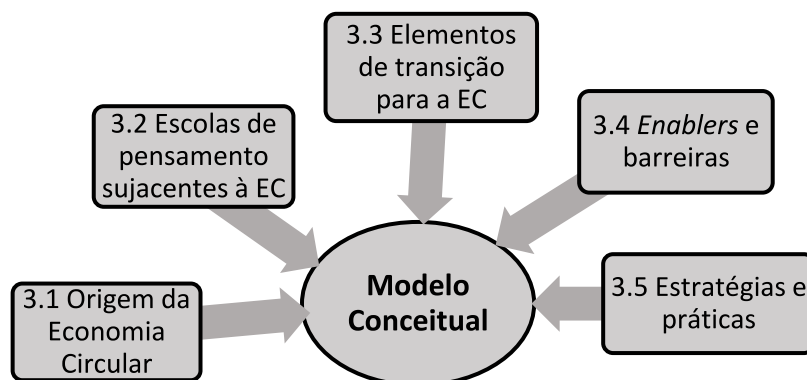 3.3 Elementos
de transição
para a EC
3.2 Escolas de
pensamento
sujacentes à EC
3.4 Enablers e
barreiras
3.1 Origem da
Economia
Circular
Modelo
Conceitual
3.5 Estratégias e
práticas